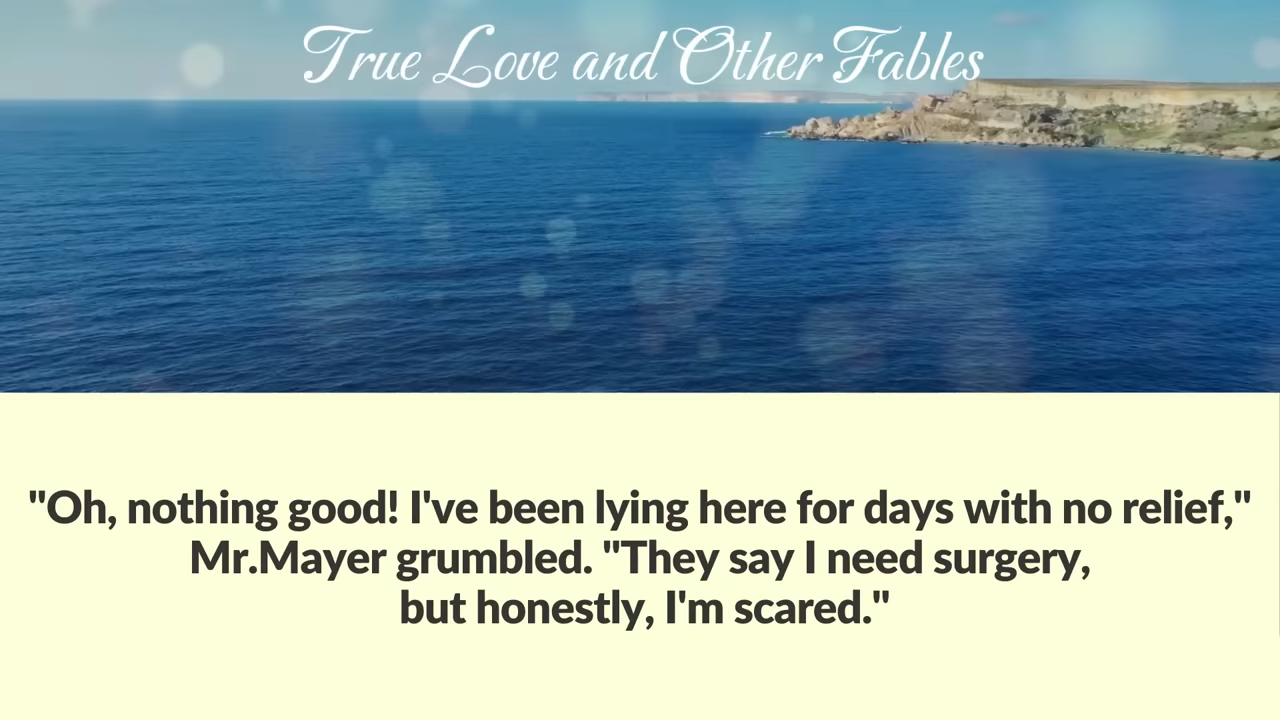 True Love and Other Fables
"Oh, nothing good! I've been lying here for days with no relief,"
Mr.Mayer grumbled. "They say I need surgery,
but honestly, I'm scared."